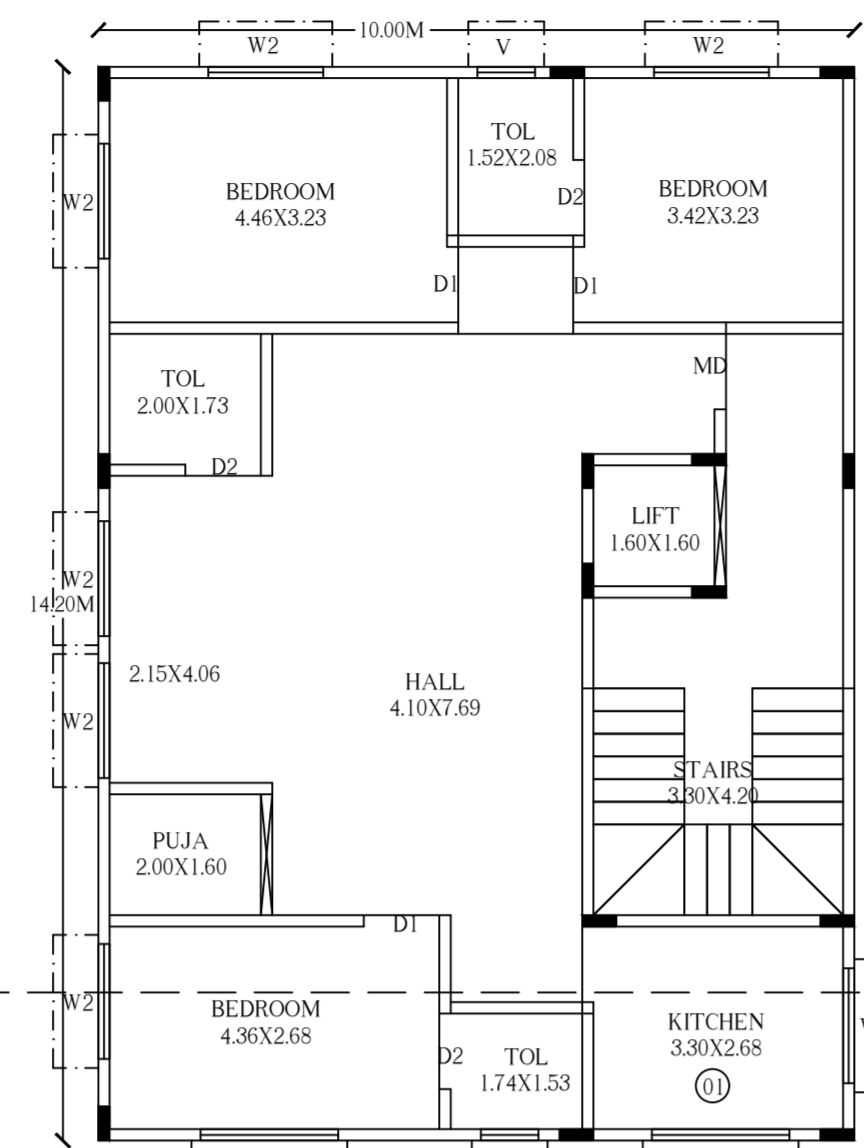 10.00M
W2
V
W2
TOL
1.52X2.08
BEDROOM
4.46X3.23
BEDROOM
3.42X3.23
W2
D2
D1
D1
MD
TOL
2.00X1.73
D2
LIFT
1.60X1.60
W2
14.20M
2.15X4.06
HALL
4.10X7.69
W2
STAIRS
3.30X4.20
PUJA
2.00X1.60
D1
W2
BEDROOM
4.36X2.68
KITCHEN
3.30X2.68
D2
TOL
1.74X1.53
01